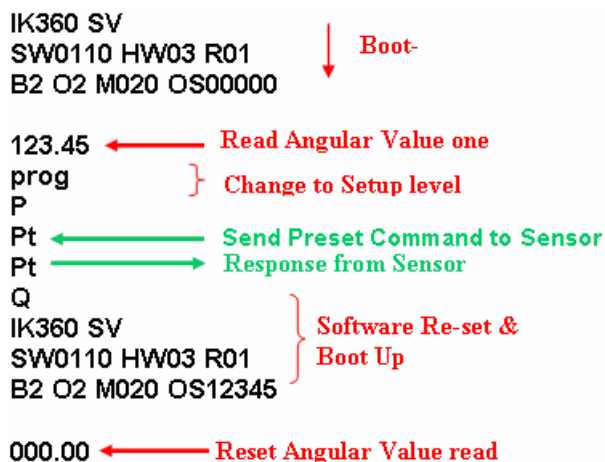 IK360 SV
SW0110 HW03 R01 Boot-
B2 O2 M020 OS00000
123.45 Read Angular Value one
prog
P Change to Setup level
Pt Send Preset Command to Sensor
Pt Response from Sensor
Q
IK360 SV Software Re-set &
SW0110 HW03 R01 Boot Up
B2 O2 M020 OS12345
000.00 Reset Angular Value read